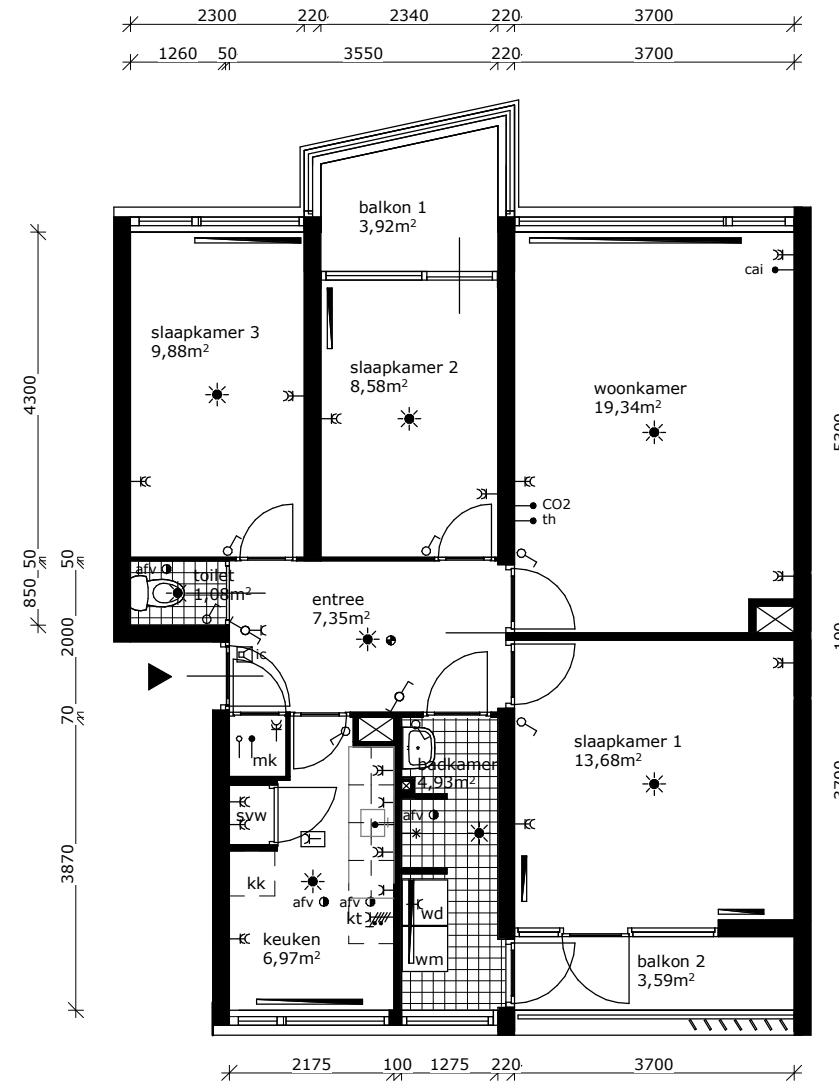 2300 220 2340 220 3700
1260 50 3550 220 3700
balkon 1
3,92m²
cai
slaapkamer 3
9,88m²
slaapkamer 2
8,58m²
woonkamer
19,34m²
4300
5300
CO2
th
50
50
afv
toilet
1,08m²
850
entree
7,35m²
2000
100
ic
70
slaapkamer 1
13,68m²
mk
badkamer
4,93m²
3700
svw
afv
3870
kk
afv
afv
kt
wd
keuken
6,97m²
wm
balkon 2
3,59m²
2175 100 1275 220 3700